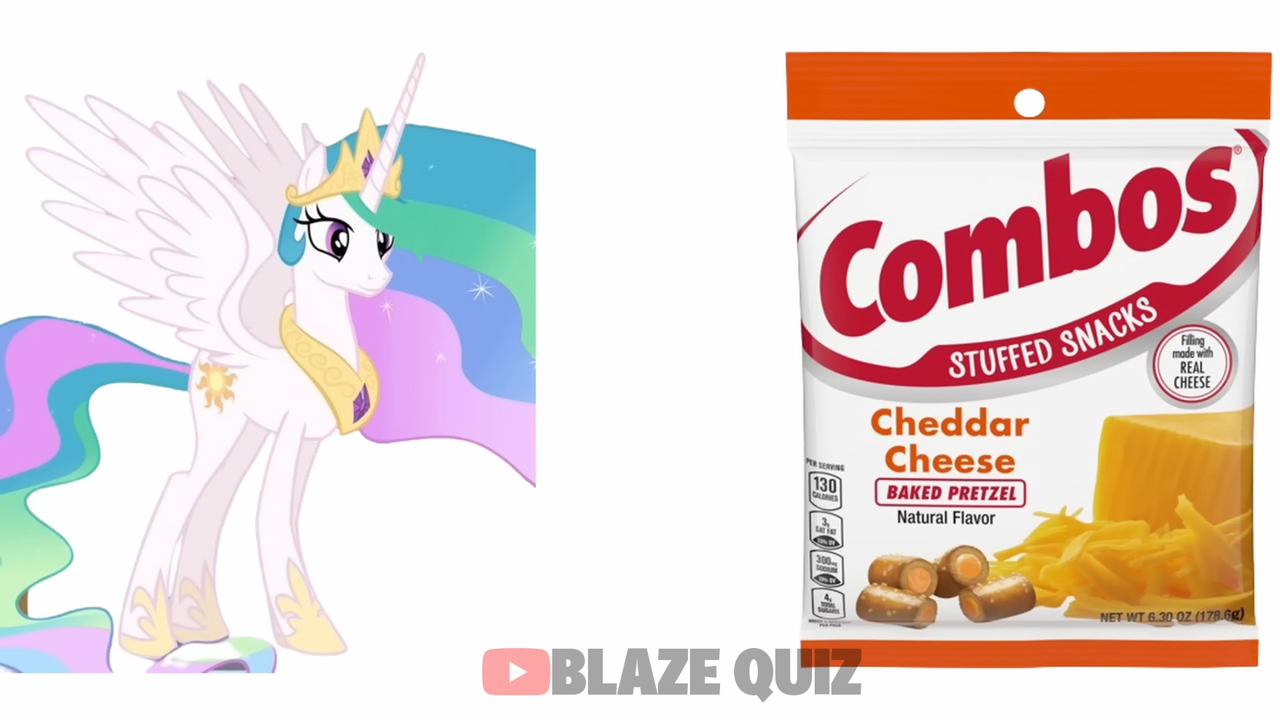 Combos®
STUFFED SNACKS
Filling
made with
REAL
CHEESE
Cheddar
Cheese
BAKED PRETZEL
Natural Flavor
PER SERVING
130
CALORIES
3g
SAT FAT
300mg
SODIUM
4g
TOTAL
SUGARS
NET WT 6.30 OZ (178.6g)
BLAZE QUIZ